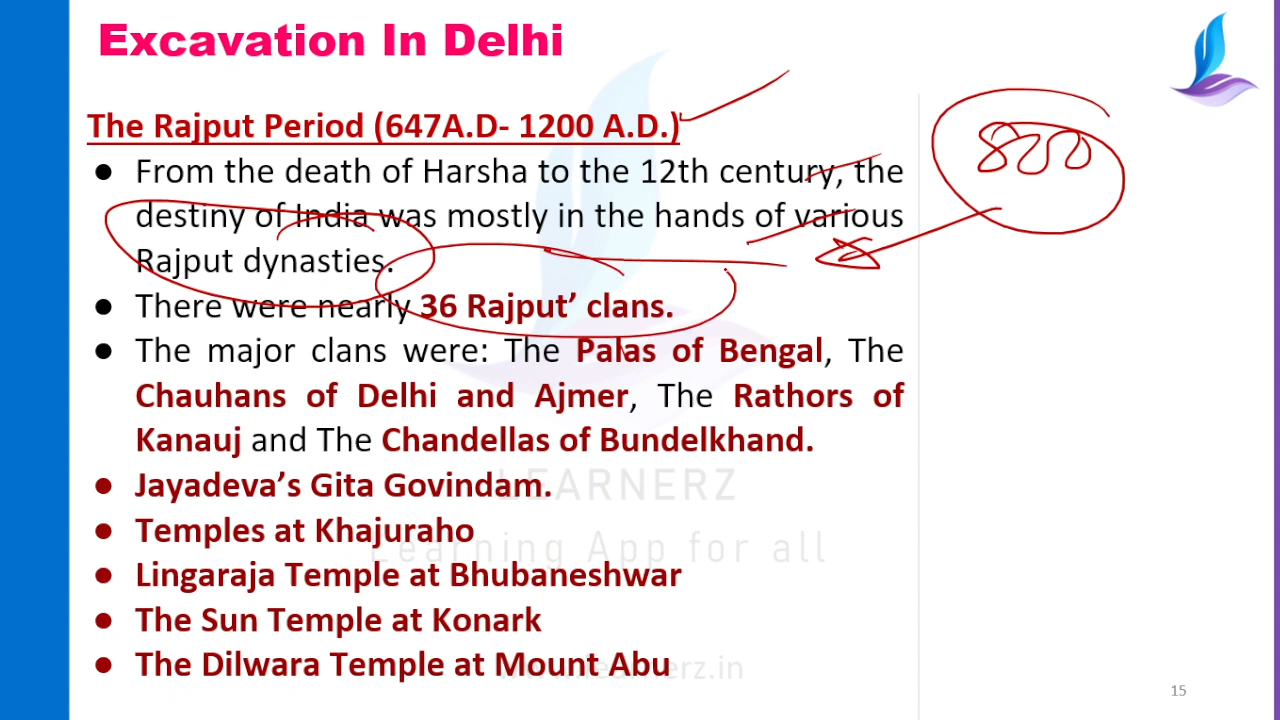 Excavation In Delhi
The Rajput Period (647A.D- 1200 A.D.)
● From the death of Harsha to the 12th century, the
destiny of India was mostly in the hands of various
Rajput dynasties.
● There were nearly 36 Rajput’ clans.
● The major clans were: The Palas of Bengal, The
Chauhans of Delhi and Ajmer, The Rathors of
Kanauj and The Chandellas of Bundelkhand.
● Jayadeva’s Gita Govindam.
● Temples at Khajuraho
● Lingaraja Temple at Bhubaneshwar
● The Sun Temple at Konark
● The Dilwara Temple at Mount Abu
LEARNERZ
Learning App for all
15